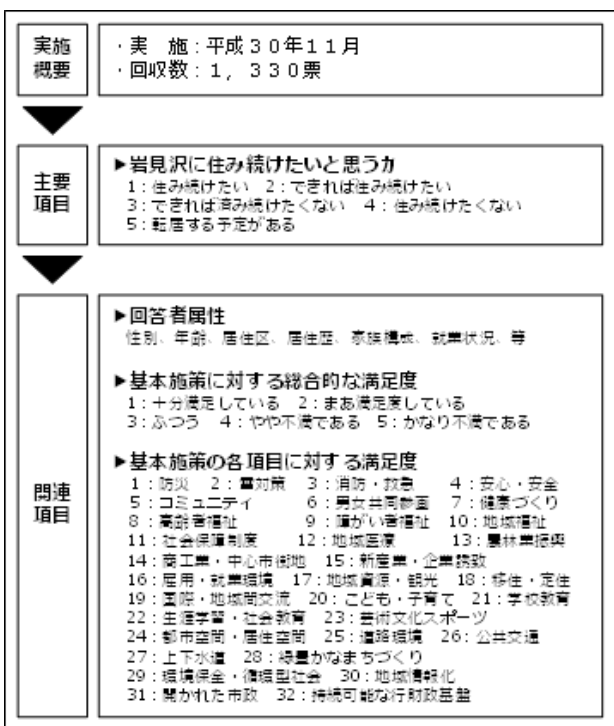 実施
概要
・実　施：平成３０年１１月
・回収数：１，３３０票
主要
項目
▶岩見沢に住み続けたいと思うか
1：住み続けたい　2：できれば住み続けたい
3：できれば済み続けたくない　4：住み続けたくない
5：転居する予定がある
関連
項目
▶回答者属性
性別、年齢、居住区、居住歴、家族構成、就業状況、等
▶基本施策に対する総合的な満足度
1：十分満足している　2：まあ満足度している
3：ふつう　4：やや不満である　5：かなり不満である
▶基本施策の各項目に対する満足度
1：防災　2：雪対策　3：消防・救急　4：安心・安全
5：コミュニティ　6：男女共同参画　7：健康づくり
8：高齢者福祉　9：障がい者福祉　10：地域福祉
11：社会保障制度　12：地域医療　13：農林業振興
14：商工業・中心市街地　15：新産業・企業誘致
16：雇用・就業環境　17：地域資源・観光　18：移住・定住
19：国際・地域間交流　20：こども・子育て　21：学校教育
22：生涯学習・社会教育　23：芸術文化スポーツ
24：都市空間・居住空間　25：道路環境　26：公共交通
27：上下水道　28：緑豊かなまちづくり
29：環境保全・循環型社会　30：地域情報化
31：開かれた市政　32：持続可能な行財政基盤